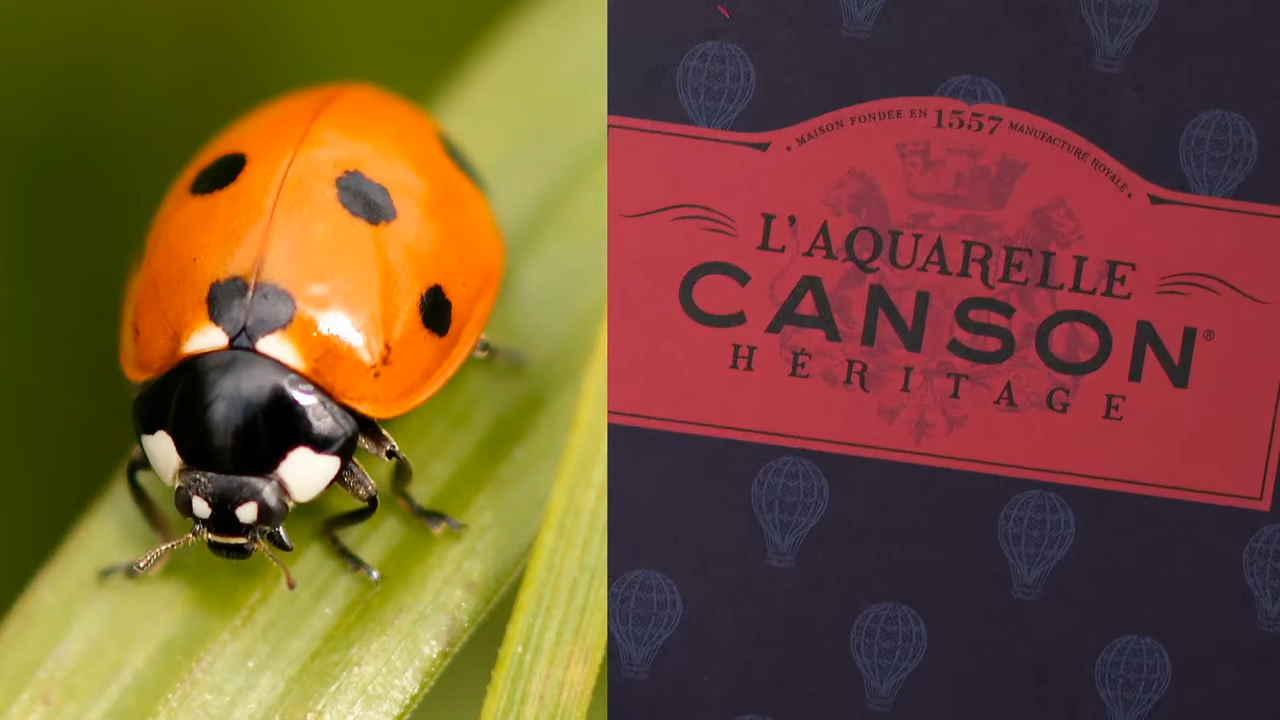 MAISON FONDÉE EN 1557 MANUFACTURE ROYALE
L'AQUARELLE
CANSON®
HÉRITAGE